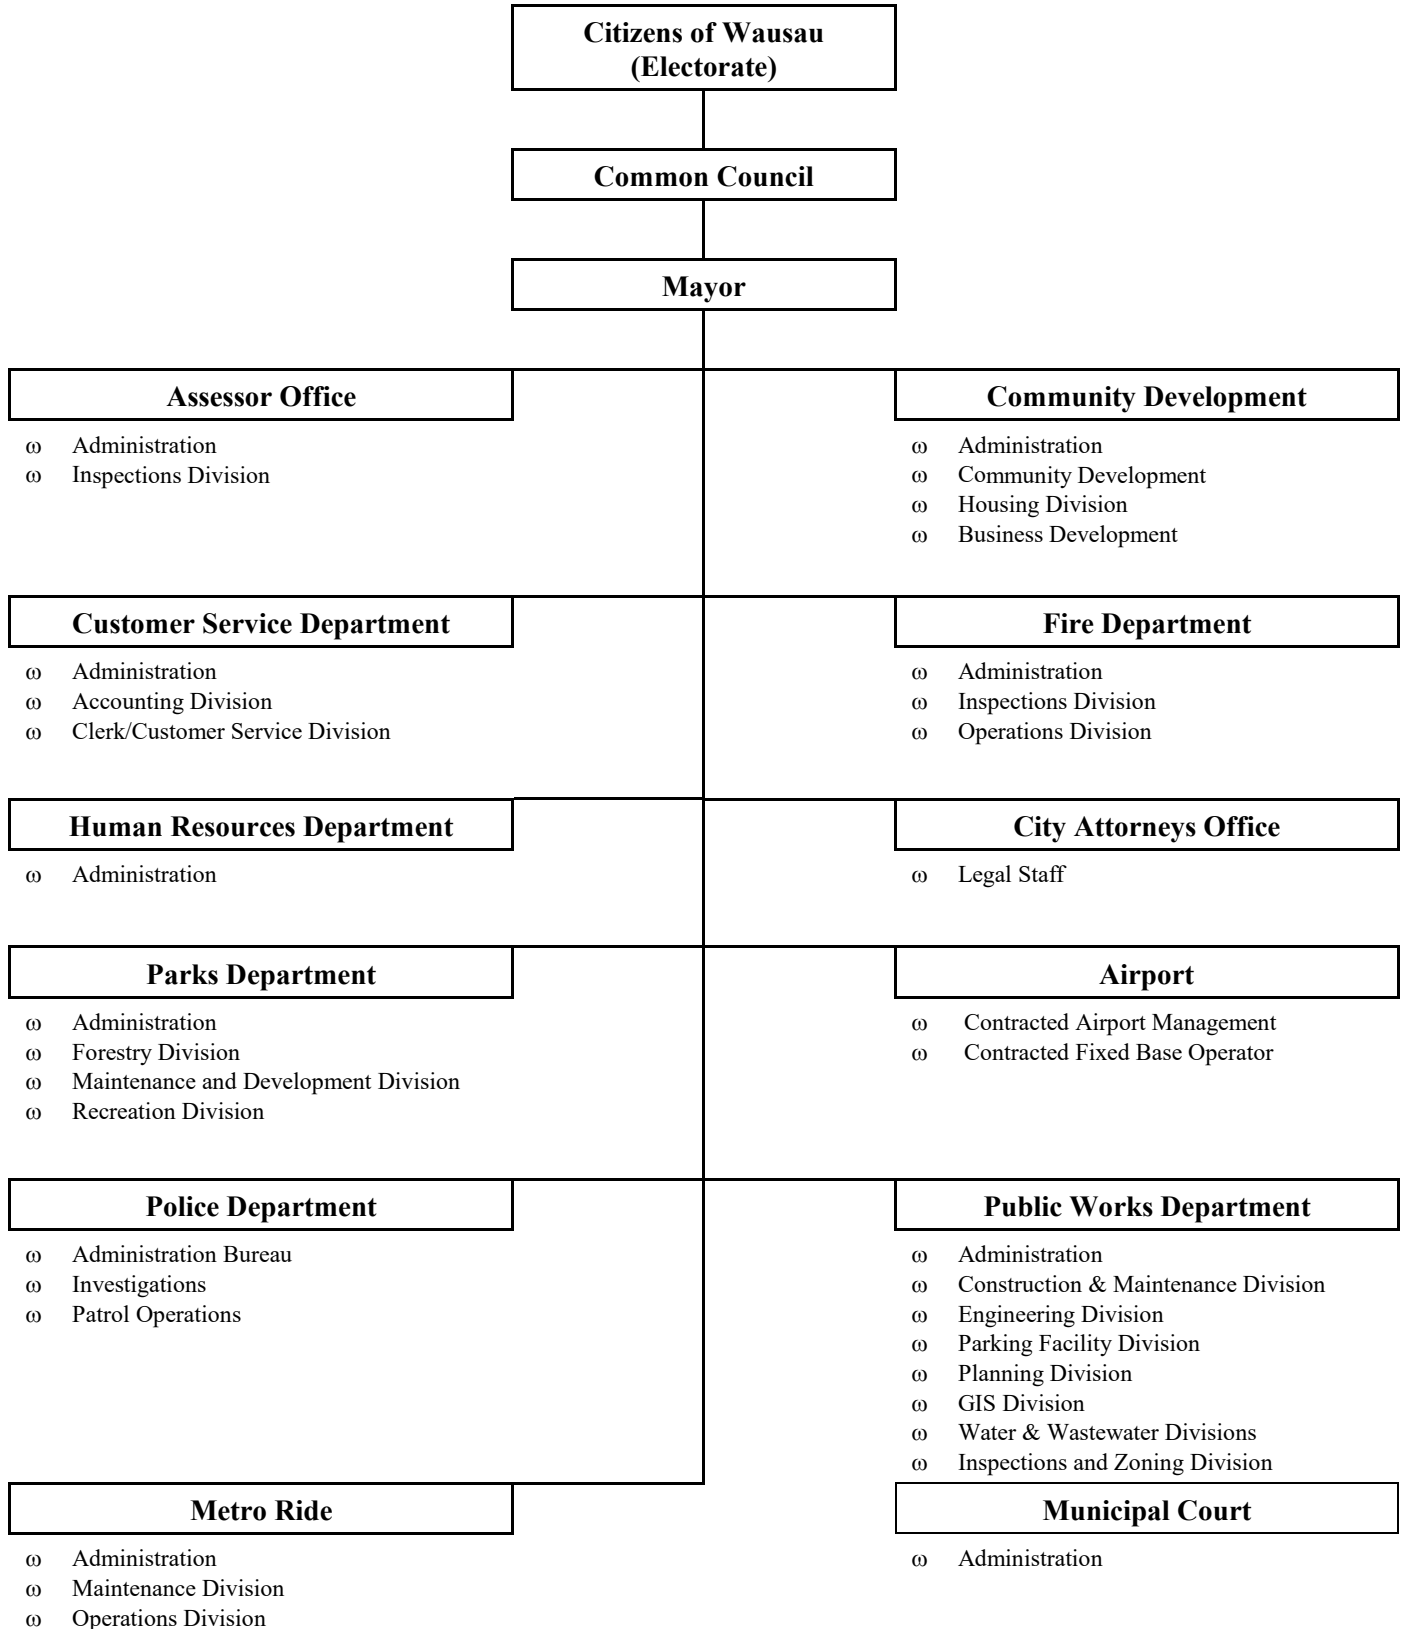 Citizens of Wausau
(Electorate)
Common Council
Mayor
Assessor Office
ω Administration
ω Inspections Division
Community Development
ω Administration
ω Community Development
ω Housing Division
ω Business Development
Customer Service Department
ω Administration
ω Accounting Division
ω Clerk/Customer Service Division
Fire Department
ω Administration
ω Inspections Division
ω Operations Division
Human Resources Department
ω Administration
City Attorneys Office
ω Legal Staff
Parks Department
ω Administration
ω Forestry Division
ω Maintenance and Development Division
ω Recreation Division
Airport
ω Contracted Airport Management
ω Contracted Fixed Base Operator
Police Department
ω Administration Bureau
ω Investigations
ω Patrol Operations
Public Works Department
ω Administration
ω Construction & Maintenance Division
ω Engineering Division
ω Parking Facility Division
ω Planning Division
ω GIS Division
ω Water & Wastewater Divisions
ω Inspections and Zoning Division
Metro Ride
ω Administration
ω Maintenance Division
ω Operations Division
Municipal Court
ω Administration